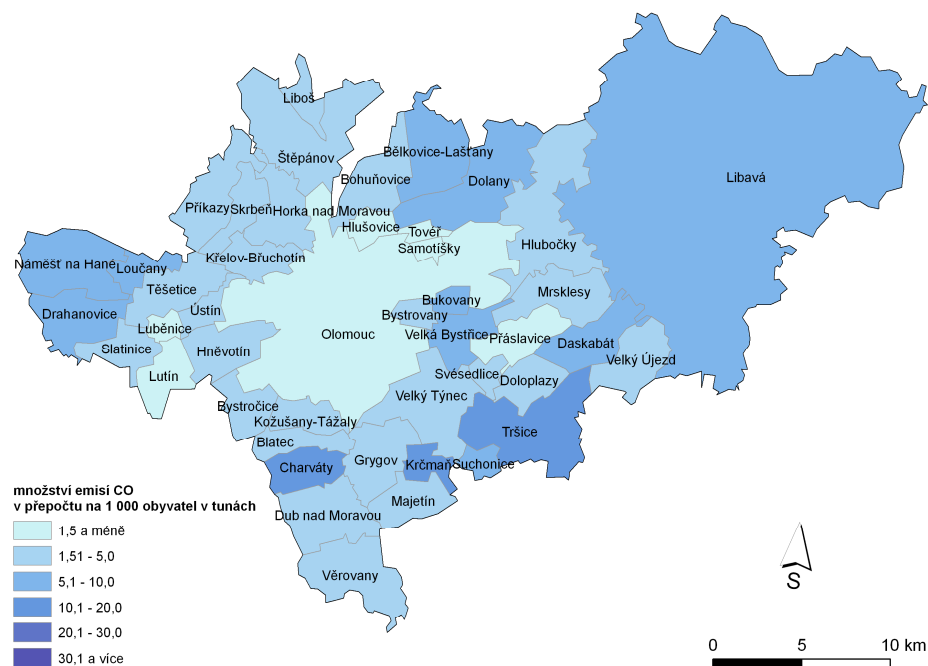 Liboš
Štěpánov
Bělkovice-Lašťany
Bohuňovice
Dolany
Libavá
Příkazy
Skrbeň
Horka nad Moravou
Hlušovice
Tovéř
Samotíšky
Hlubočky
Křelov-Břuchotín
Náměšť na Hané
Loučany
Těšetice
Mrsklesy
Bukovany
Drahanovice
Ústín
Bystrovany
Luběnice
Olomouc
Velká Bystřice
Přáslavice
Daskabát
Slatinice
Hněvotín
Velký Újezd
Lutín
Svésedlice
Doloplazy
Velký Týnec
Bystročice
Kožušany-Tážaly
Blatec
Tršice
Charváty
Grygov
Krčmaň
Suchonice
Majetín
Dub nad Moravou
Věrovany
množství emisí CO
v přepočtu na 1 000 obyvatel v tunách
1,5 a méně
1,51 - 5,0
5,1 - 10,0
10,1 - 20,0
20,1 - 30,0
30,1 a více
S
0 5 10 km